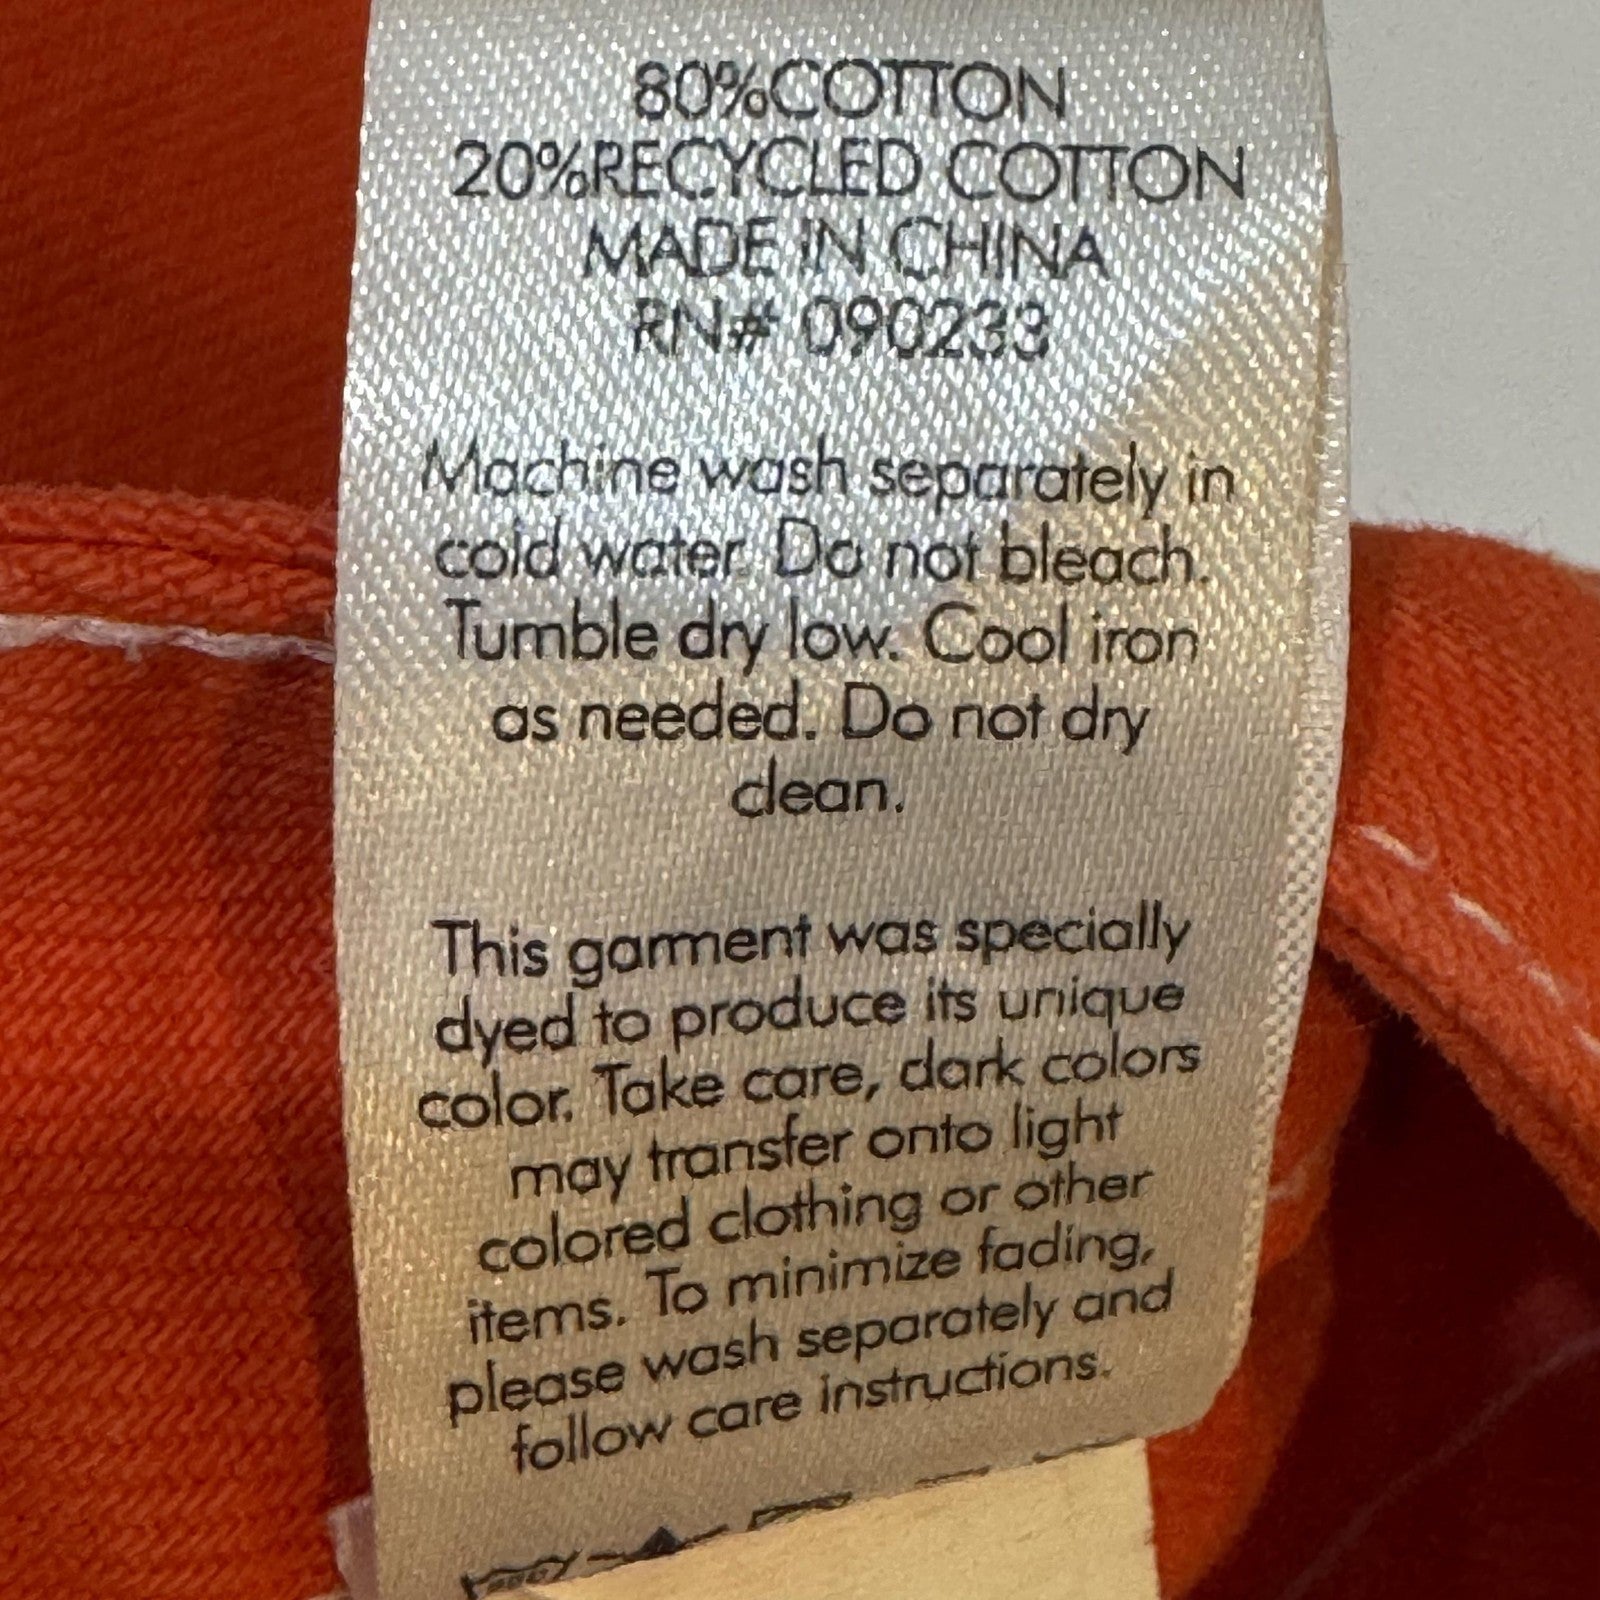 80%COTTON
20%RECYCLED COTTON
MADE IN CHINA
RN# 090233
Machine wash separately in
cold water. Do not bleach.
Tumble dry low. Cool iron
as needed. Do not dry
clean.
This garment was specially
dyed to produce its unique
color. Take care, dark colors
may transfer onto light
colored clothing or other
items. To minimize fading,
please wash separately and
follow care instructions.